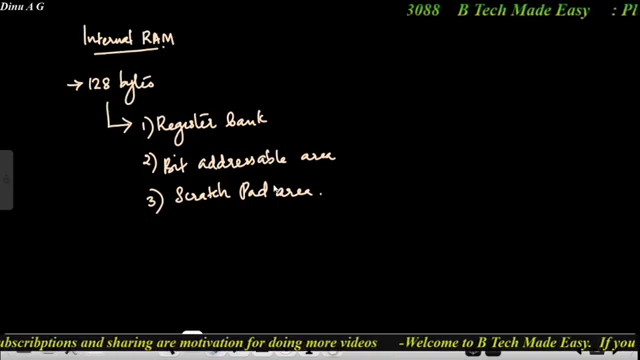 Dinu A G
3088 B Tech Made Easy : Pl
Internal RAM
→ 128 bytes
1) Register bank
2) Bit addressable area
3) Scratch Pad area.
subscribptions and sharing are motivation for doing more videos -Welcome to B Tech Made Easy. If you